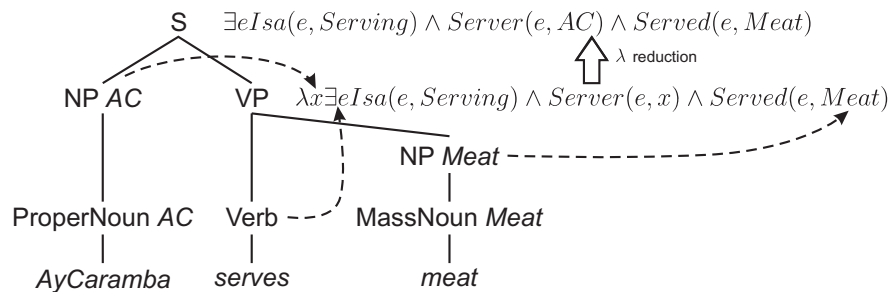 S ∃eIsa(e, Serving) ∧ Server(e, AC) ∧ Served(e, Meat)
λ reduction
NP AC VP λx∃eIsa(e, Serving) ∧ Server(e, x) ∧ Served(e, Meat)
NP Meat
ProperNoun AC Verb MassNoun Meat
AyCaramba serves meat